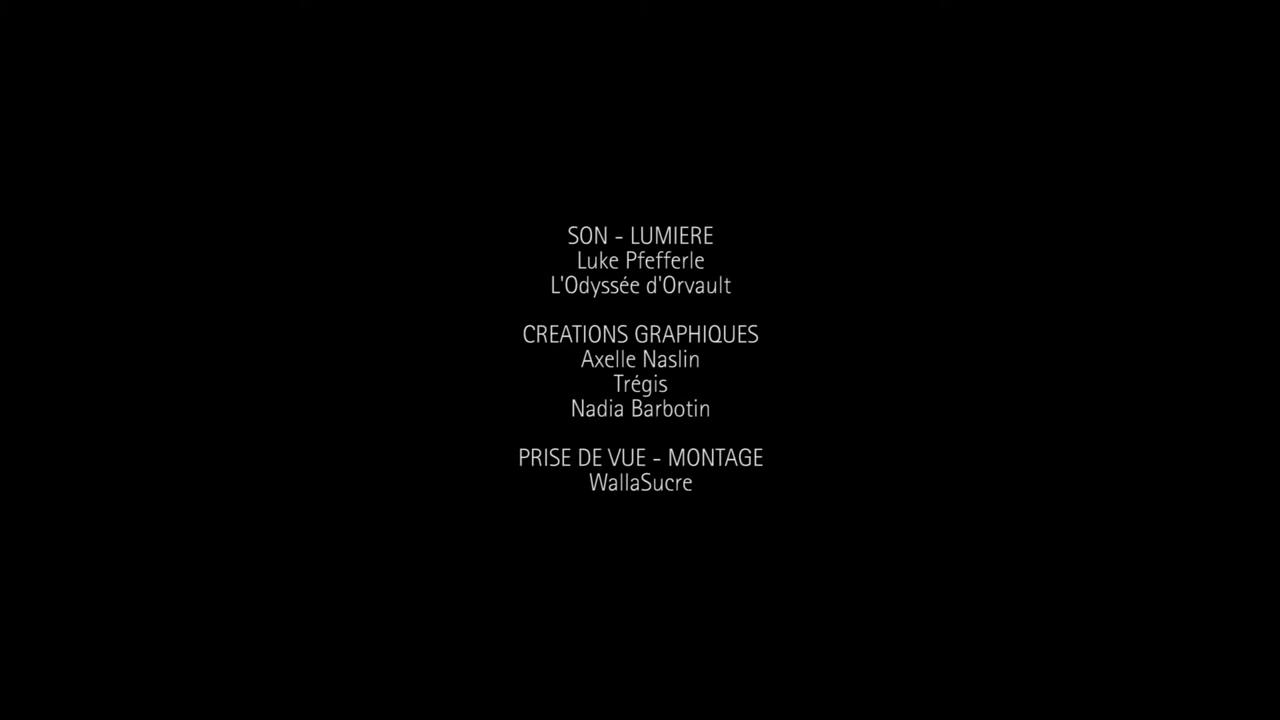 SON - LUMIERE
Luke Pfefferle
L'Odyssée d'Orvault
CREATIONS GRAPHIQUES
Axelle Naslin
Trégis
Nadia Barbotin
PRISE DE VUE - MONTAGE
WallaSucre